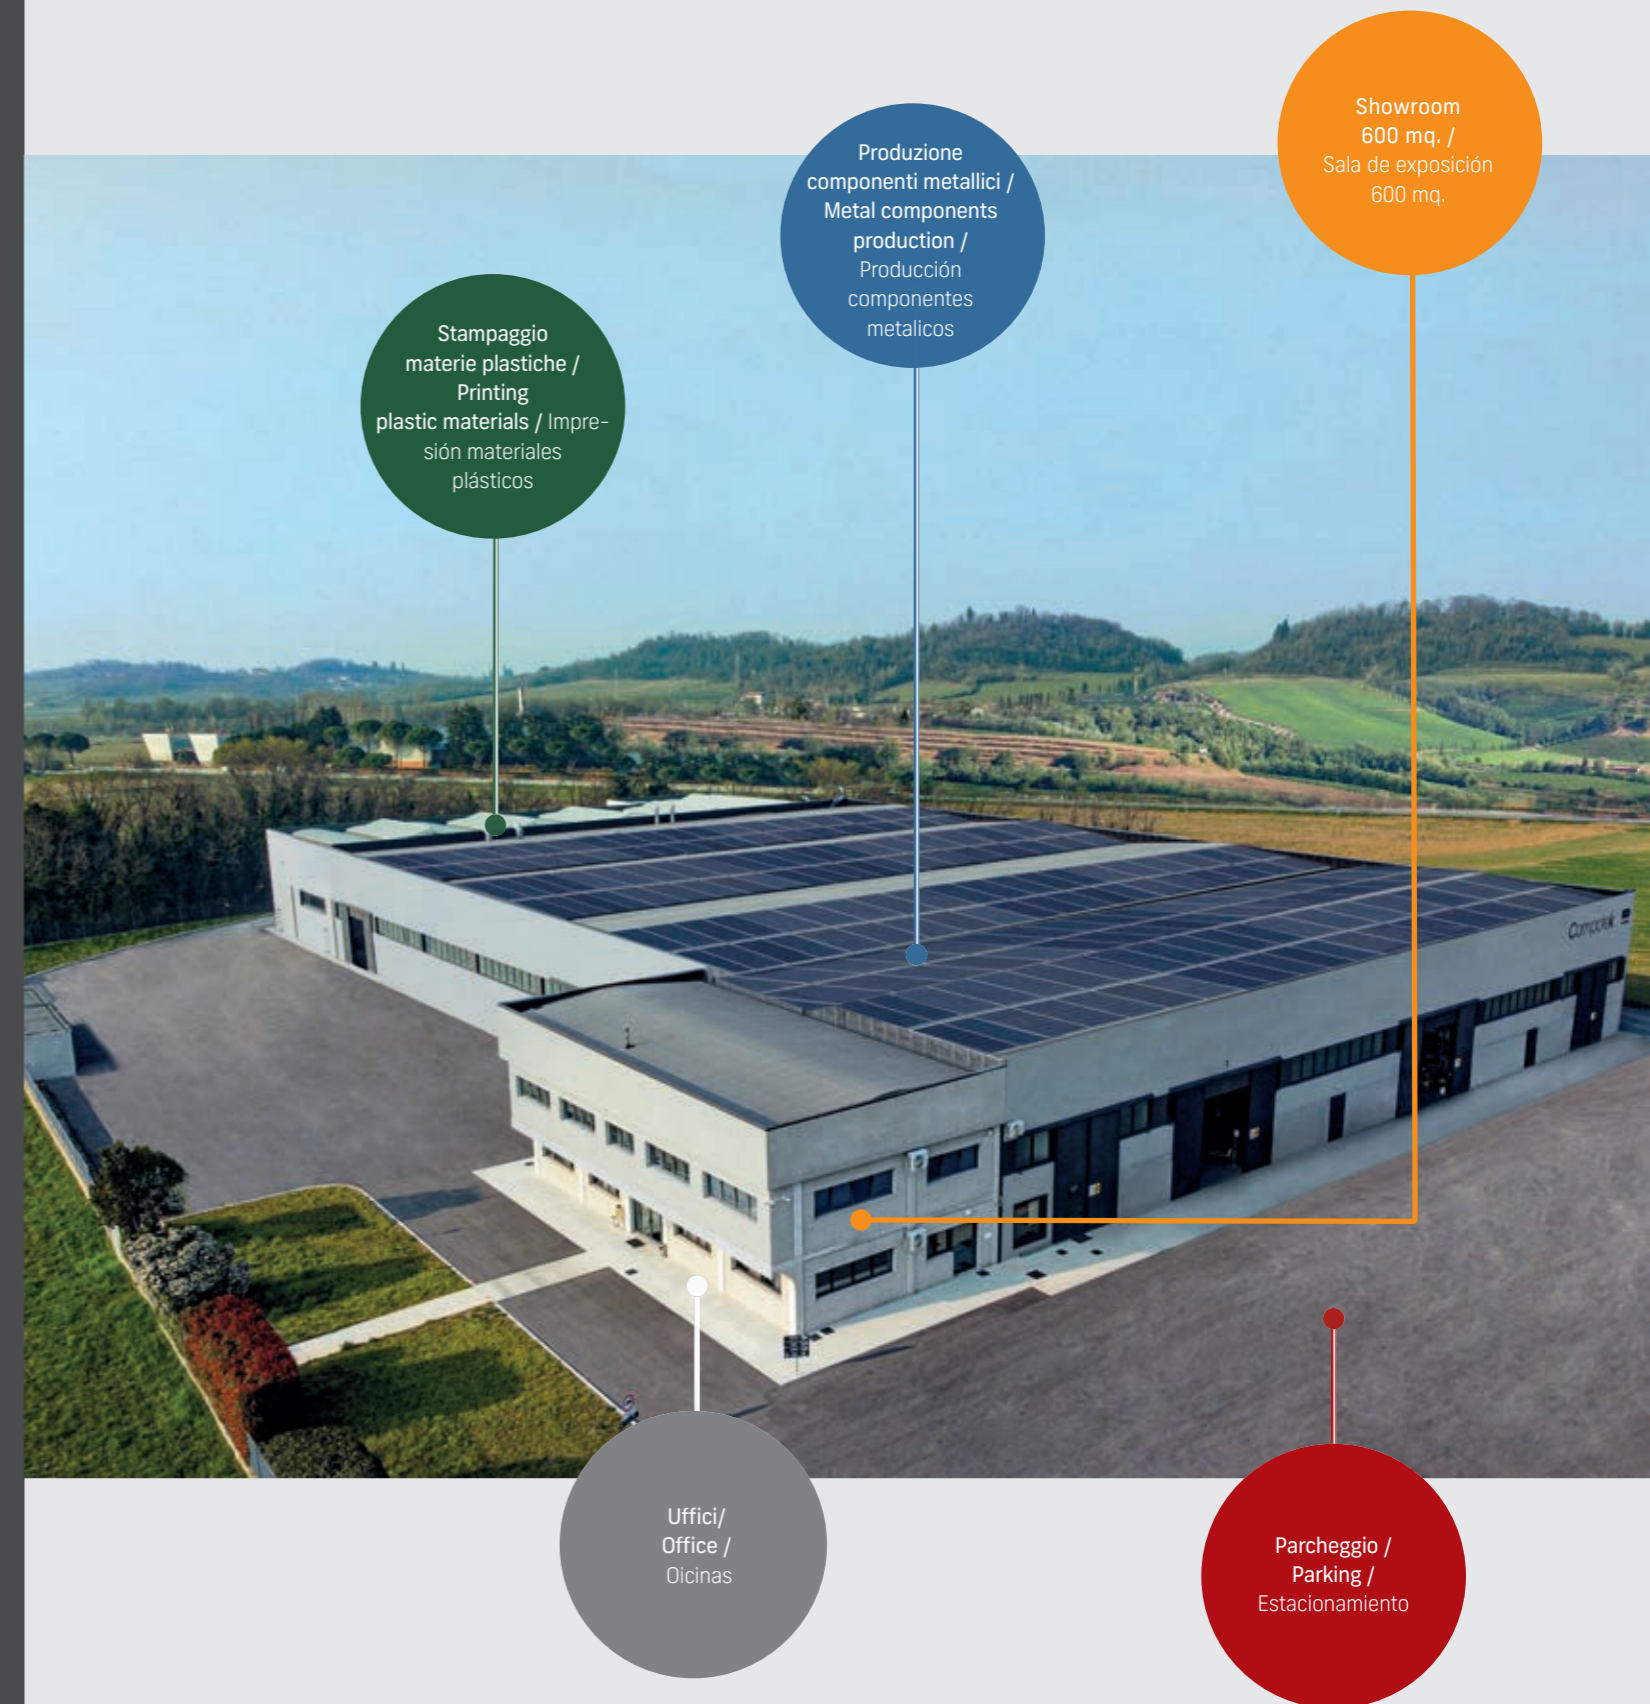 Showroom
600 mq. /
Sala de exposición
600 mq.
Produzione
componenti metallici /
Metal components
production /
Producción
componentes
metalicos
Stampaggio
materie plastiche /
Printing
plastic materials / Impre-
sión materiales
plásticos
Uffici/
Office /
Oicinas
Parcheggio /
Parking /
Estacionamiento